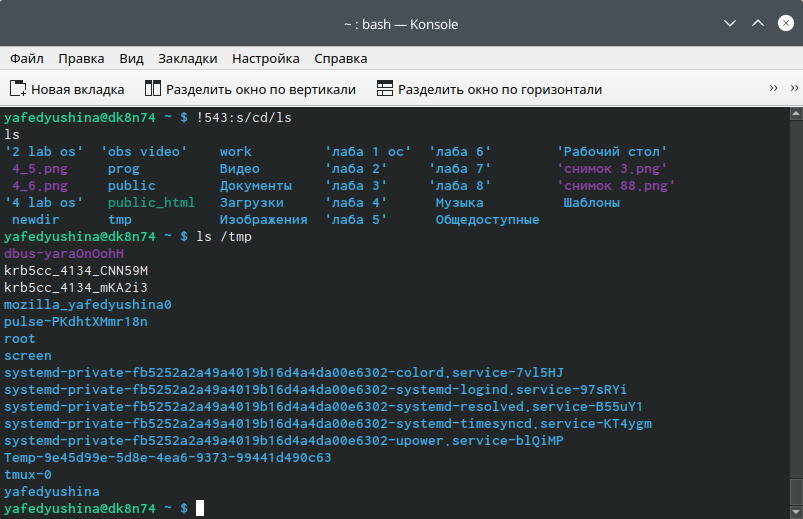 ~ : bash — Konsole
Файл Правка Вид Закладки Настройка Справка
Новая вкладка Разделить окно по вертикали Разделить окно по горизонтали » »
yafedyushina@dk8n74 ~ $ !543:s/cd/ls
ls
'2 lab os' 'obs video' work 'лаба 1 ос' 'лаба 6' 'Рабочий стол'
4_5.png prog Видео 'лаба 2' 'лаба 7' 'снимок 3.png'
4_6.png public Документы 'лаба 3' 'лаба 8' 'снимок 88.png'
'4 lab os' public_html Загрузки 'лаба 4' Музыка Шаблоны
newdir tmp Изображения 'лаба 5' Общедоступные
yafedyushina@dk8n74 ~ $ ls /tmp
dbus-yaraOnOohH
krb5cc_4134_CNN59M
krb5cc_4134_mKA2i3
mozilla_yafedyushina0
pulse-PKdhtXMmr18n
root
screen
systemd-private-fb5252a2a49a4019b16d4a4da00e6302-colord.service-7vl5HJ
systemd-private-fb5252a2a49a4019b16d4a4da00e6302-systemd-logind.service-97sRYi
systemd-private-fb5252a2a49a4019b16d4a4da00e6302-systemd-resolved.service-B55uY1
systemd-private-fb5252a2a49a4019b16d4a4da00e6302-systemd-timesyncd.service-KT4ygm
systemd-private-fb5252a2a49a4019b16d4a4da00e6302-upower.service-blQiMP
Temp-9e45d99e-5d8e-4ea6-9373-99441d490c63
tmux-0
yafedyushina
yafedyushina@dk8n74 ~ $